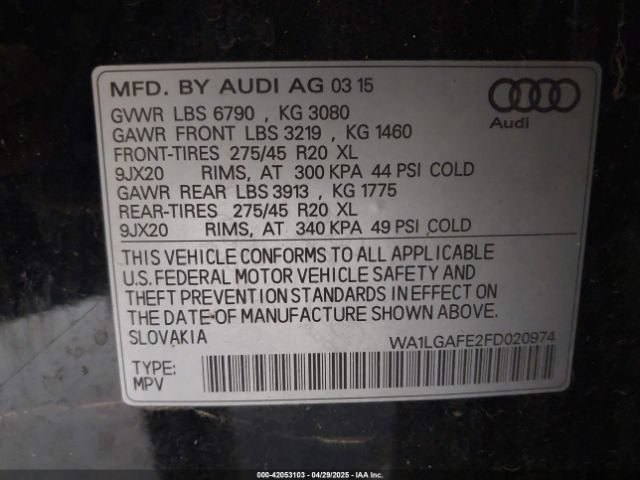 MFD. BY AUDI AG 03 15
GVWR LBS 6790 , KG 3080
GAWR FRONT LBS 3219 , KG 1460
FRONT-TIRES 275/45 R20 XL
9JX20 RIMS, AT 300 KPA 44 PSI COLD
GAWR REAR LBS 3913 , KG 1775
REAR-TIRES 275/45 R20 XL
9JX20 RIMS, AT 340 KPA 49 PSI COLD
Audi
THIS VEHICLE CONFORMS TO ALL APPLICABLE
U.S. FEDERAL MOTOR VEHICLE SAFETY AND
THEFT PREVENTION STANDARDS IN EFFECT ON
THE DATE OF MANUFACTURE SHOWN ABOVE.
SLOVAKIA WA1LGAFE2FD020974
TYPE:
MPV
000-42053103 - 04/29/2025 - IAA Inc.